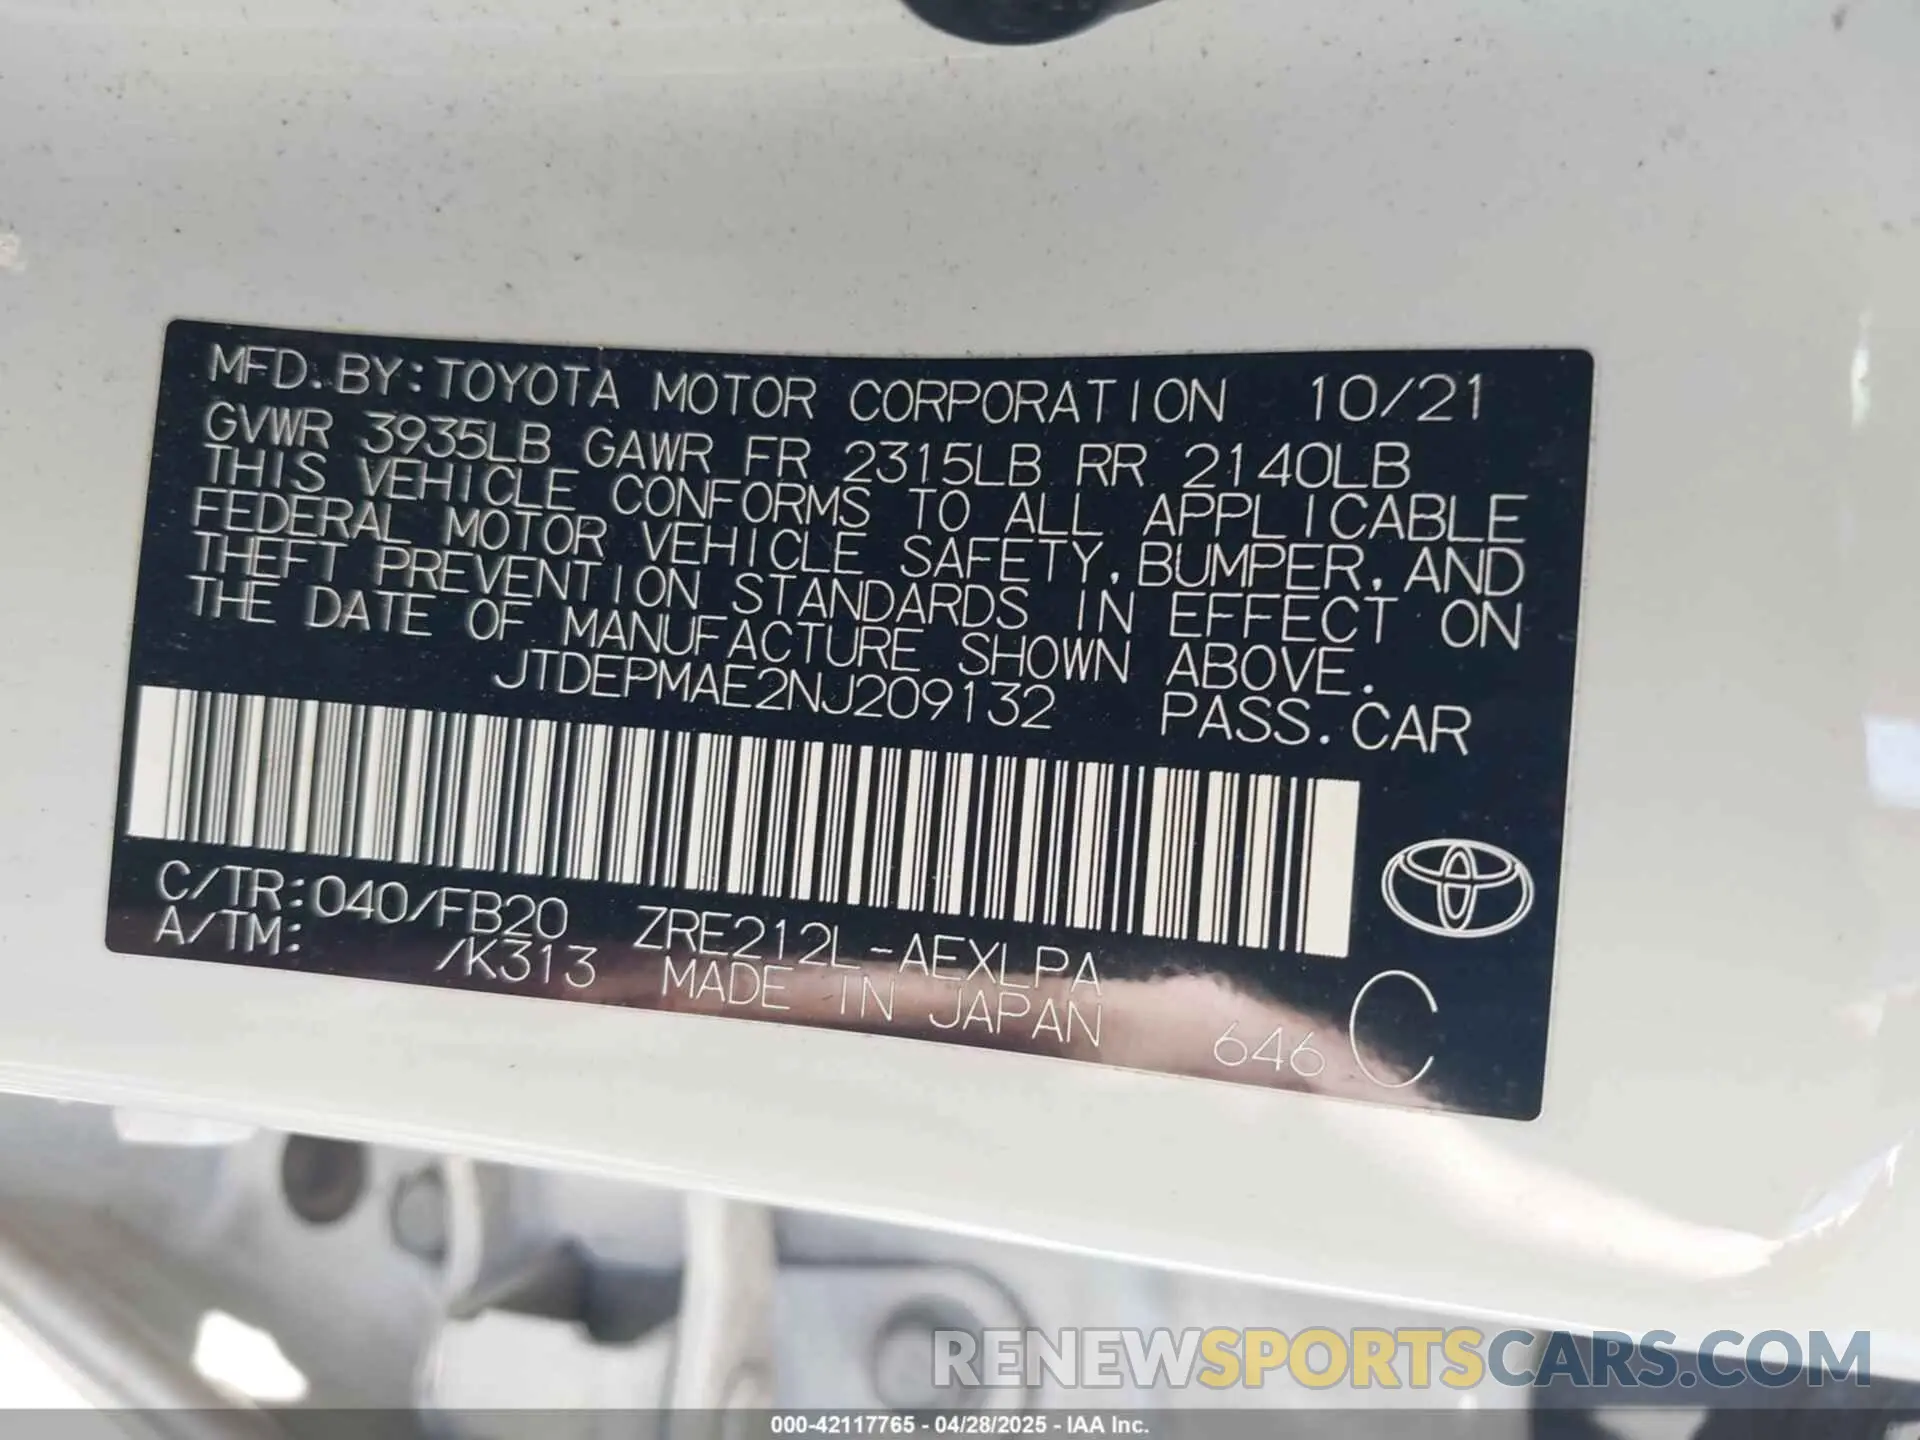 MFD. BY: TOYOTA MOTOR CORPORATION 10/21
GVWR 3935LB GAWR FR 2315LB RR 2140LB
THIS VEHICLE CONFORMS TO ALL APPLICABLE
FEDERAL MOTOR VEHICLE SAFETY, BUMPER, AND
THEFT PREVENTION STANDARDS IN EFFECT ON
THE DATE OF MANUFACTURE SHOWN ABOVE.
JTDEPMAE2NJ209132 PASS. CAR
C/TR: 040/FB20 ZRE212L-AEXLPA
A/TM: /K313 MADE IN JAPAN 646 C
RENEWSPORTSCARS.COM
000-42117765 - 04/28/2025 - IAA Inc.